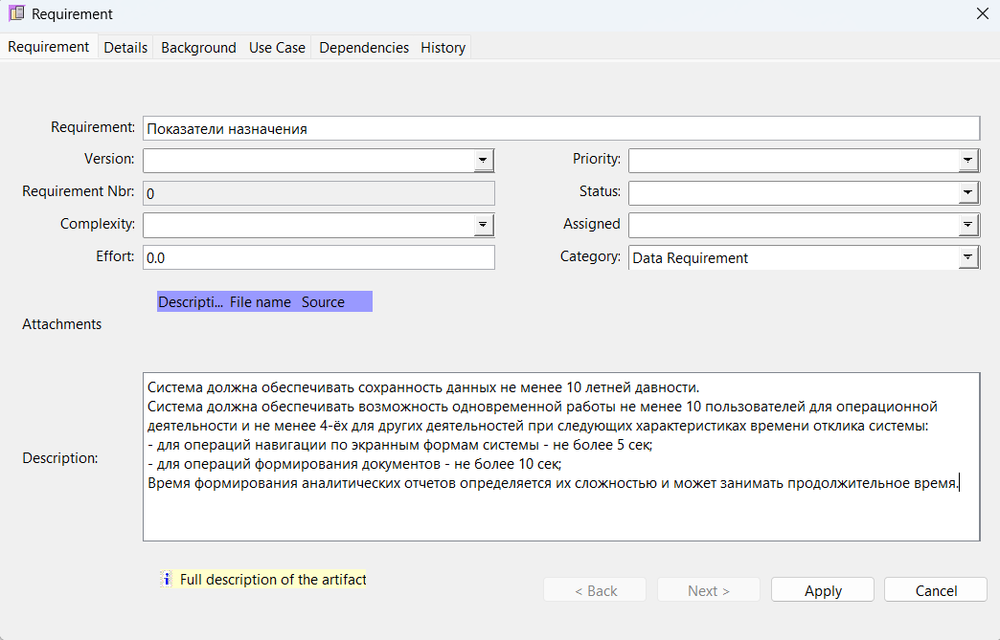 Requirement
Requirement Details Background Use Case Dependencies History
Requirement: Показатели назначения
Version: Priority:
Requirement Nbr: 0 Status:
Complexity: Assigned
Effort: 0.0 Category: Data Requirement
Descripti... File name Source
Attachments
Система должна обеспечивать сохранность данных не менее 10 летней давности.
Система должна обеспечивать возможность одновременной работы не менее 10 пользователей для операционной
деятельности и не менее 4-ёх для других деятельностей при следующих характеристиках времени отклика системы:
- для операций навигации по экранным формам системы - не более 5 сек;
Description:
- для операций формирования документов - не более 10 сек;
Время формирования аналитических отчетов определяется их сложностью и может занимать продолжительное время.
Full description of the artifact
< Back Next > Apply Cancel